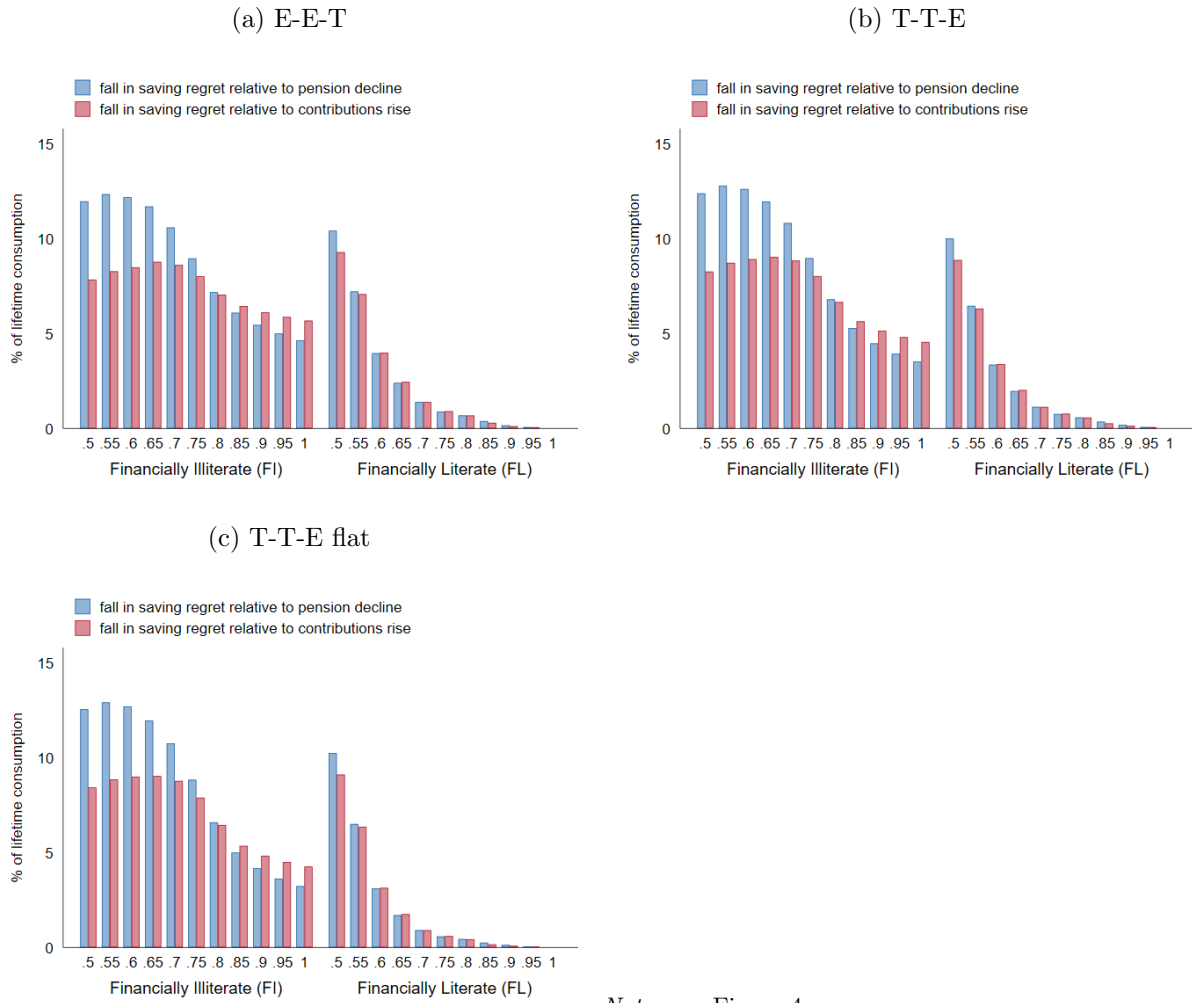 (a) E-E-T
fall in saving regret relative to pension decline
fall in saving regret relative to contributions rise
% of lifetime consumption
15
10
5
0
.5 .55 .6 .65 .7 .75 .8 .85 .9 .95 1 .5 .55 .6 .65 .7 .75 .8 .85 .9 .95 1
Financially Illiterate (FI) Financially Literate (FL)
(b) T-T-E
fall in saving regret relative to pension decline
fall in saving regret relative to contributions rise
% of lifetime consumption
15
10
5
0
.5 .55 .6 .65 .7 .75 .8 .85 .9 .95 1 .5 .55 .6 .65 .7 .75 .8 .85 .9 .95 1
Financially Illiterate (FI) Financially Literate (FL)
(c) T-T-E flat
fall in saving regret relative to pension decline
fall in saving regret relative to contributions rise
% of lifetime consumption
15
10
5
0
.5 .55 .6 .65 .7 .75 .8 .85 .9 .95 1 .5 .55 .6 .65 .7 .75 .8 .85 .9 .95 1
Financially Illiterate (FI) Financially Literate (FL)